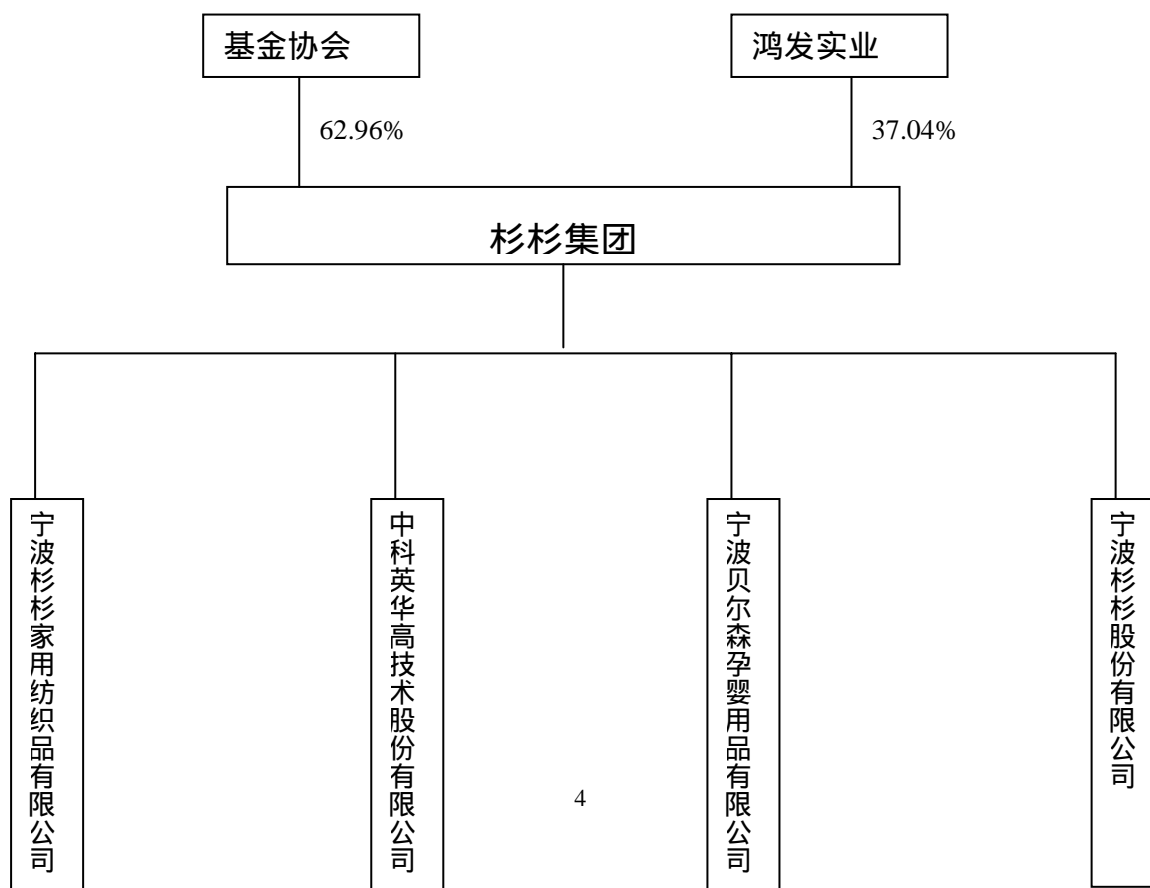 基金协会
鸿发实业
62.96%
37.04%
杉杉集团
宁波杉杉家用纺织品有限公司
中科英华高技术股份有限公司
宁波贝尔森孕婴用品有限公司
宁波杉杉股份有限公司
4